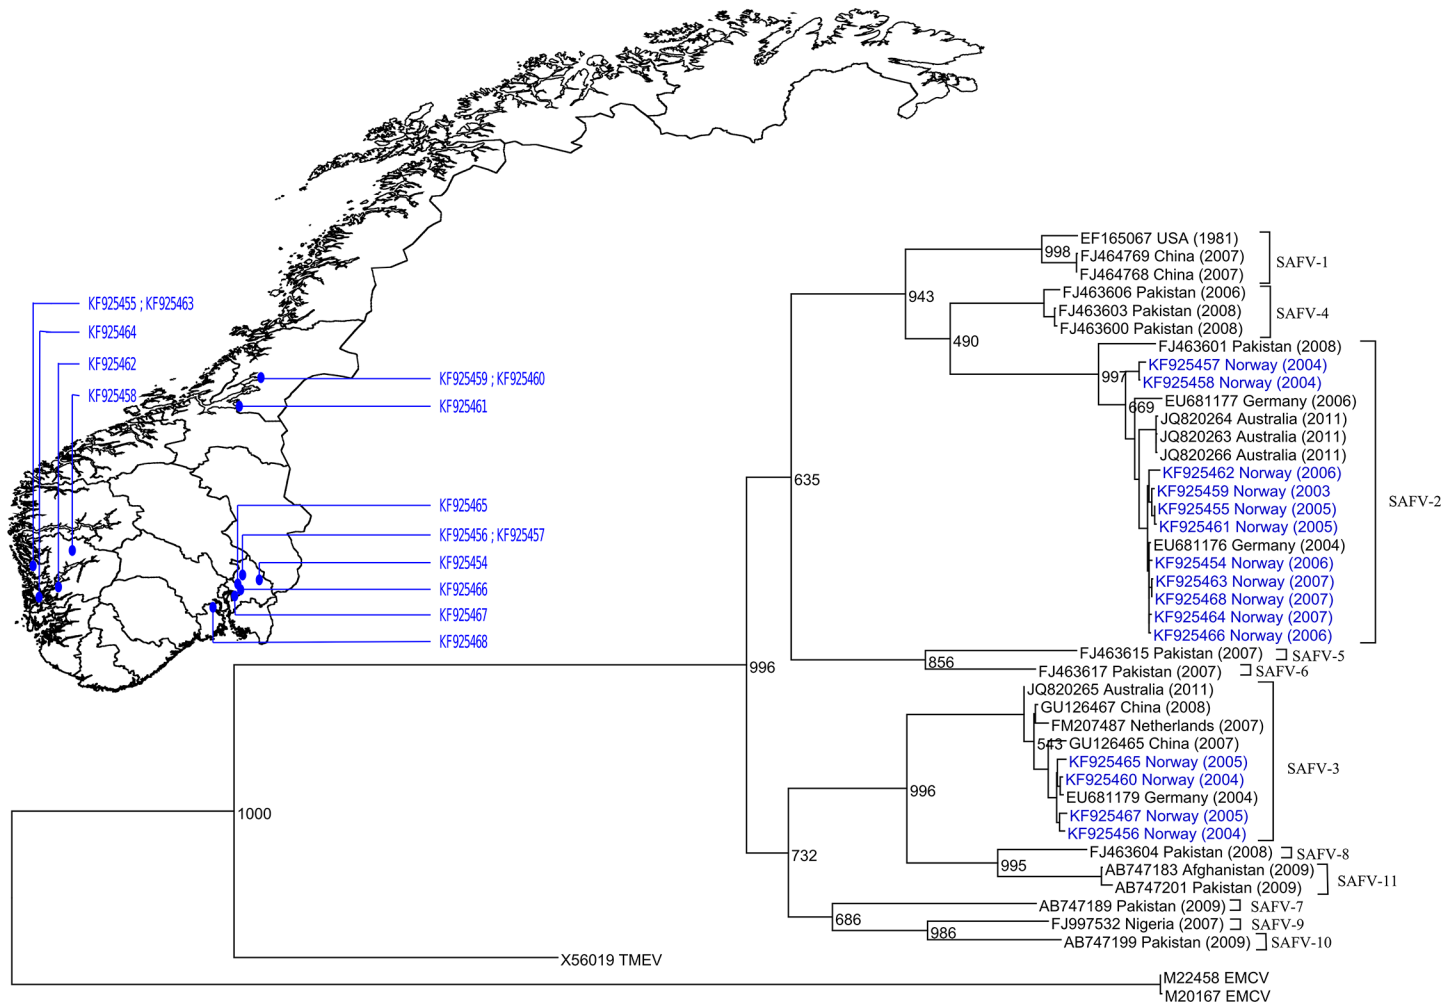 KF925455 ; KF925463
KF925464
KF925462
KF925458
KF925459 ; KF925460
KF925461
KF925465
KF925456 ; KF925457
KF925454
KF925466
KF925467
KF925468
EF165067 USA (1981)
FJ464769 China (2007)
FJ464768 China (2007)
SAFV-1
998
943
FJ463606 Pakistan (2006)
FJ463603 Pakistan (2008)
FJ463600 Pakistan (2008)
SAFV-4
490
FJ463601 Pakistan (2008)
KF925457 Norway (2004)
KF925458 Norway (2004)
997
EU681177 Germany (2006)
669
JQ820264 Australia (2011)
JQ820263 Australia (2011)
JQ820266 Australia (2011)
KF925462 Norway (2006)
KF925459 Norway (2003
KF925455 Norway (2005)
KF925461 Norway (2005)
EU681176 Germany (2004)
KF925454 Norway (2006)
KF925463 Norway (2007)
KF925468 Norway (2007)
KF925464 Norway (2007)
KF925466 Norway (2006)
SAFV-2
635
FJ463615 Pakistan (2007)
SAFV-5
856
FJ463617 Pakistan (2007)
SAFV-6
996
JQ820265 Australia (2011)
GU126467 China (2008)
FM207487 Netherlands (2007)
543
GU126465 China (2007)
KF925465 Norway (2005)
KF925460 Norway (2004)
EU681179 Germany (2004)
KF925467 Norway (2005)
KF925456 Norway (2004)
SAFV-3
996
1000
732
FJ463604 Pakistan (2008)
SAFV-8
995
AB747183 Afghanistan (2009)
AB747201 Pakistan (2009)
SAFV-11
AB747189 Pakistan (2009)
SAFV-7
686
FJ997532 Nigeria (2007)
SAFV-9
986
AB747199 Pakistan (2009)
SAFV-10
X56019 TMEV
M22458 EMCV
M20167 EMCV